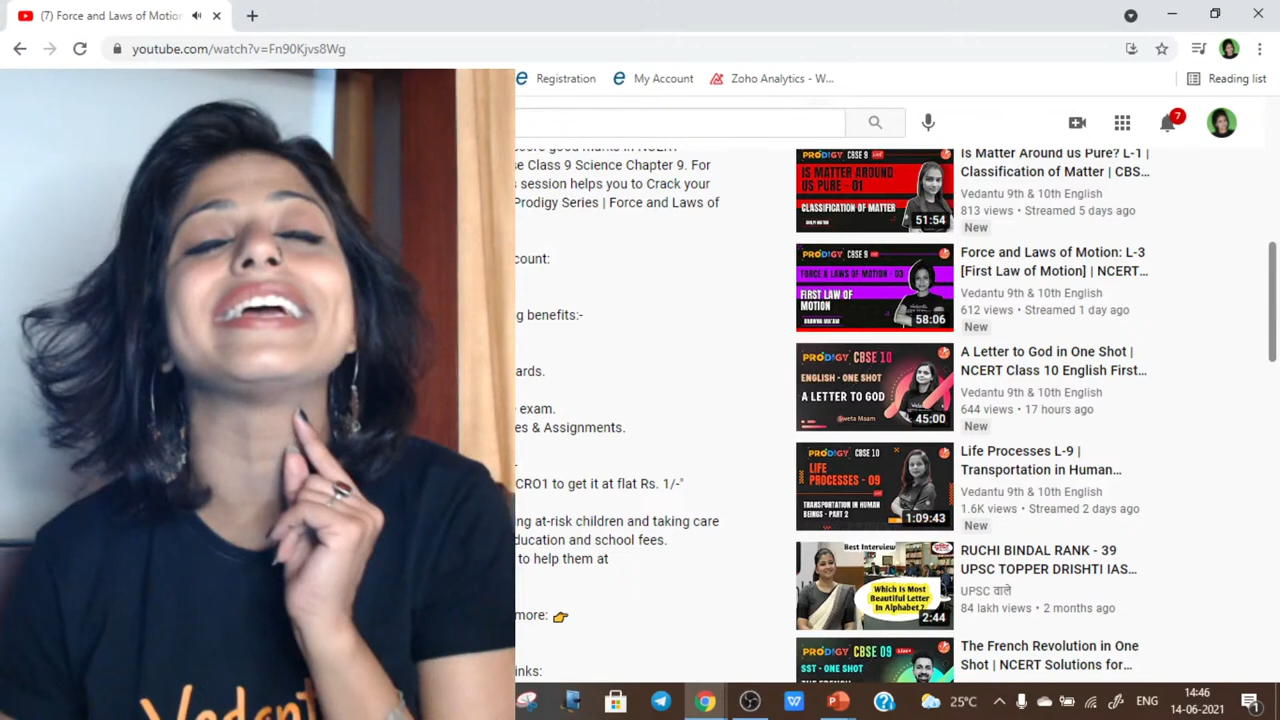 (7) Force and Laws of Motion
youtube.com/watch?v=Fn90Kjvs8Wg
Registration
My Account
Zoho Analytics - W...
Reading list
7
se Class 9 Science Chapter 9. For
s session helps you to Crack your
Prodigy Series | Force and Laws of
ount:
ng benefits:-
ards.
e exam.
es & Assignments.
CRO1 to get it at flat Rs. 1/-"
ng at-risk children and taking care
ducation and school fees.
to help them at
more: 👉
inks:
PRODIGY CBSE 9
IS MATTER AROUND
US PURE - 01
CLASSIFICATION OF MATTER
51:54
Is Matter Around us Pure? L-1 |
Classification of Matter | CBS...
Vedantu 9th & 10th English
813 views • Streamed 5 days ago
New
PRODIGY CBSE 9
FORCE & LAWS OF MOTION - 03
FIRST LAW OF
MOTION
58:06
Force and Laws of Motion: L-3
[First Law of Motion] | NCERT...
Vedantu 9th & 10th English
612 views • Streamed 1 day ago
New
PRODIGY CBSE 10
ENGLISH - ONE SHOT
A LETTER TO GOD
Sweta Maam
45:00
A Letter to God in One Shot |
NCERT Class 10 English First...
Vedantu 9th & 10th English
644 views • 17 hours ago
New
PRODIGY CBSE 10
LIFE
PROCESSES - 09
TRANSPORTATION IN HUMAN
BEINGS - PART 2
1:09:43
Life Processes L-9 |
Transportation in Human...
Vedantu 9th & 10th English
1.6K views • Streamed 2 days ago
New
Best Interview
Which Is Most
Beautiful Letter
In Alphabet ?
2:44
RUCHI BINDAL RANK - 39
UPSC TOPPER DRISHTI IAS...
UPSC वाले
84 lakh views • 2 months ago
PRODIGY CBSE 09
SST - ONE SHOT
The French Revolution in One
Shot | NCERT Solutions for...
Vedant
25°C
ENG
14:46
14-06-2021
1